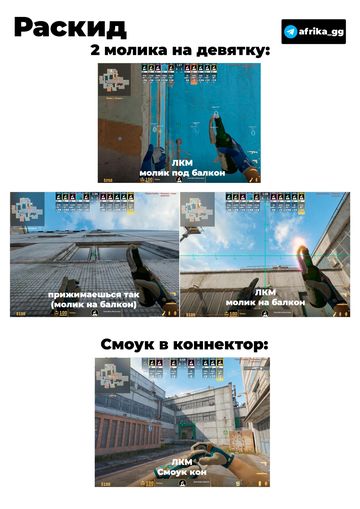 Раскид
afrika_gg
2 молика на девятку:
ЛКМ
молик под балкон
прижимаешься так
(молик на балкон)
ЛКМ
молик на балкон
Смоук в коннектор:
ЛКМ
Смоук кон